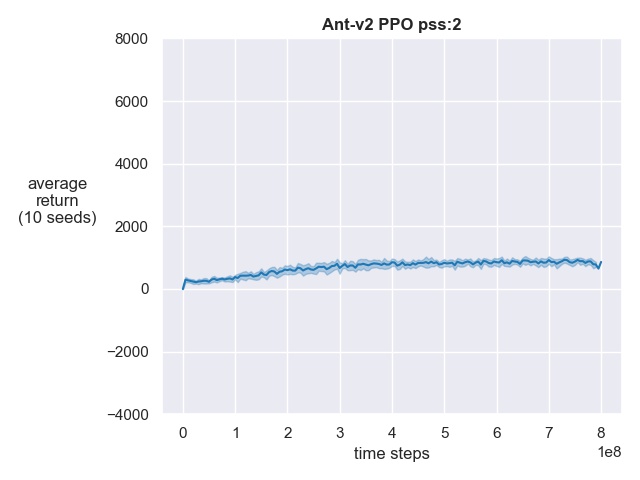 Ant-v2 PPO pss:2
8000
6000
4000
2000
0
−2000
−4000
average
return
(10 seeds)
0 1 2 3 4 5 6 7 8
1e8
time steps